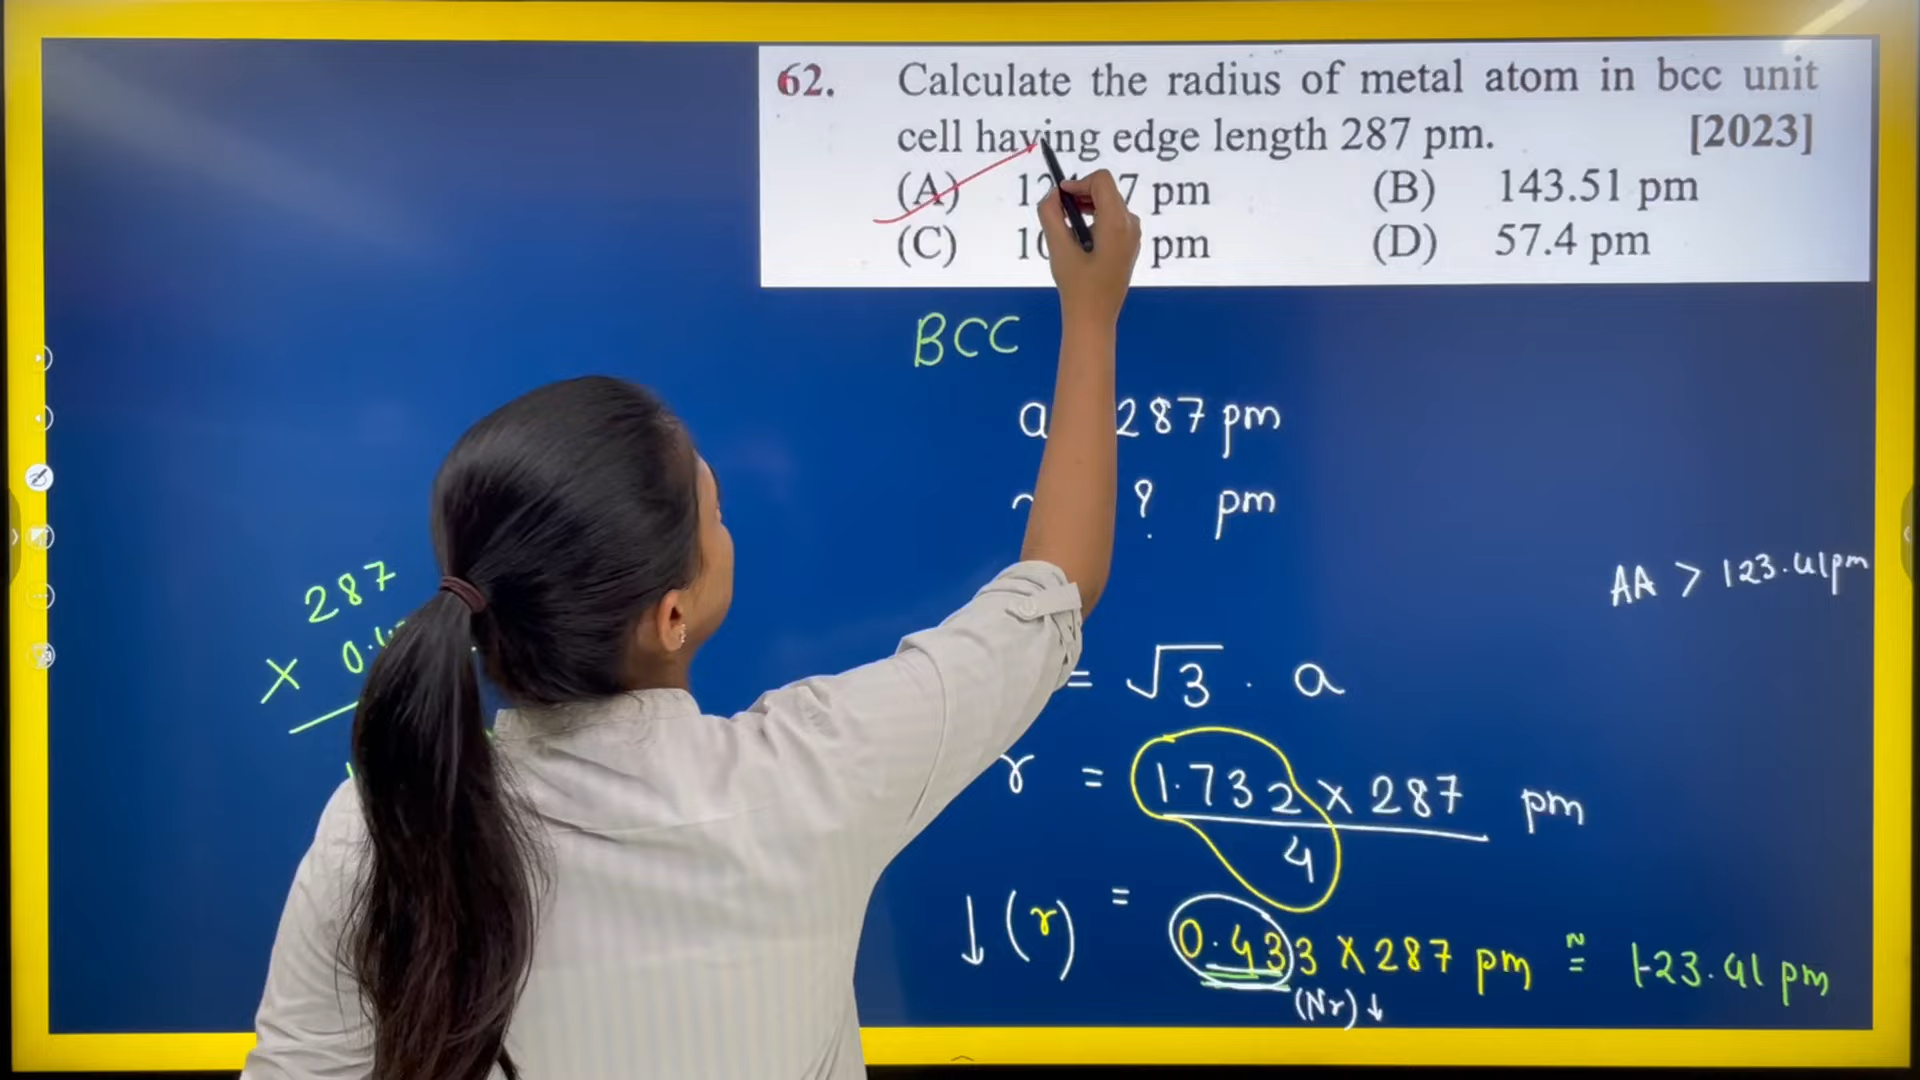 62. Calculate the radius of metal atom in bcc unit
cell having edge length 287 pm. [2023]
(A) pm (B) 143.51 pm
(C) pm (D) 57.4 pm
BCC
a 287 pm
? pm
AA > 123.41pm
287
× 0.
= √3 . a
r = 1.732 × 287 pm
4
↓(r) = 0.433 × 287 pm ≅ 123.41 pm
(Nr)↓